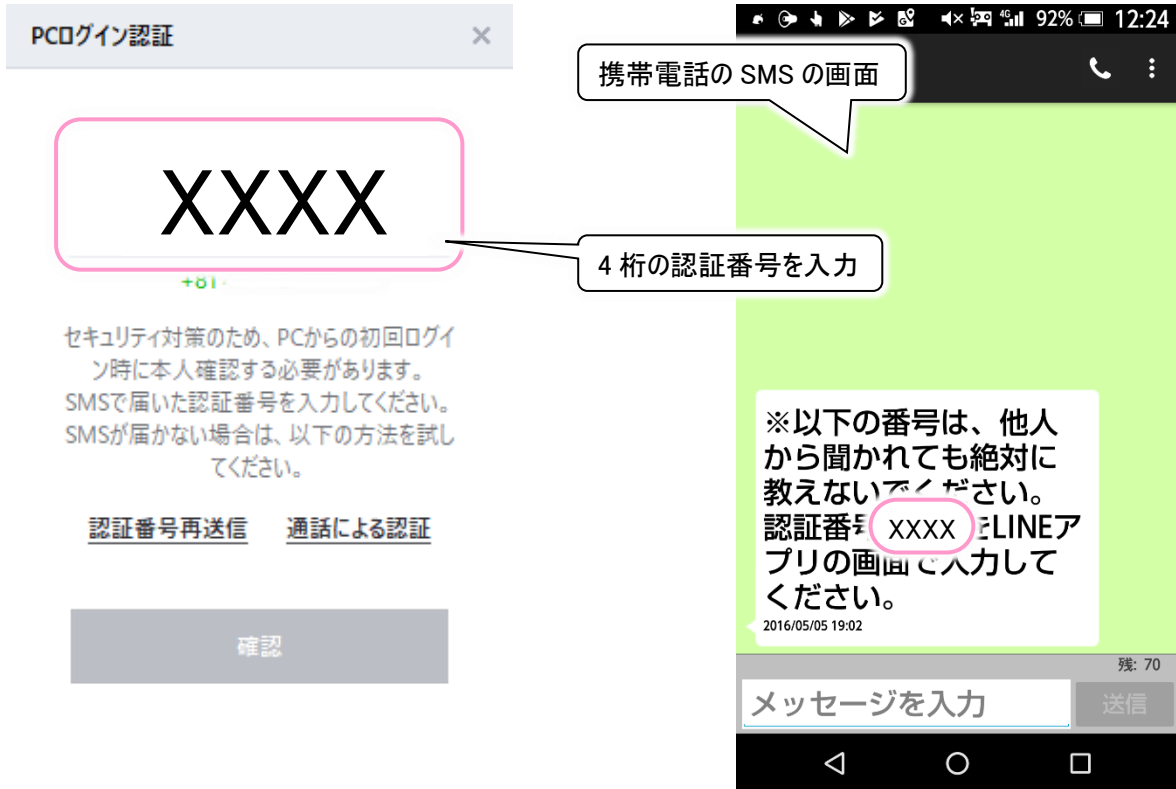 PCログイン認証
×
XXXX
+81
セキュリティ対策のため、PCからの初回ログイ
ン時に本人確認する必要があります。
SMSで届いた認証番号を入力してください。
SMSが届かない場合は、以下の方法を試し
てください。
認証番号再送信 通話による認証
確認
携帯電話の SMS の画面
4 桁の認証番号を入力
4G 92% 12:24
※以下の番号は、他人
から聞かれても絶対に
教えないでください。
認証番号 XXXX をLINEア
プリの画面で入力して
ください。
2016/05/05 19:02
残: 70
メッセージを入力
送信